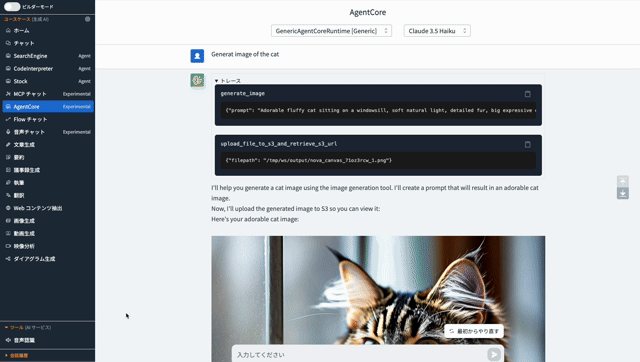 ビルダーモード
ユースケース (生成 AI)
ホーム
チャット
SearchEngine Agent
CodeInterpreter Agent
Stock Agent
MCP チャット Experimental
AgentCore Experimental
Flow チャット
音声チャット Experimental
文章生成
要約
議事録生成
執筆
翻訳
Web コンテンツ抽出
画像生成
動画生成
映像分析
ダイアグラム生成
ツール (AI サービス)
音声認識
会話履歴
AgentCore
GenericAgentCoreRuntime [Generic]
Claude 3.5 Haiku
Generat image of the cat
▼ トレース
generate_image
{"prompt": "Adorable fluffy cat sitting on a windowsill, soft natural light, detailed fur, big expressive
upload_file_to_s3_and_retrieve_s3_url
{"filepath": "/tmp/ws/output/nova_canvas_7ioz3rcw_1.png"}
I'll help you generate a cat image using the image generation tool. I'll create a prompt that will result in an adorable cat
image.
Now, I'll upload the generated image to S3 so you can view it:
Here's your adorable cat image:
最初からやり直す
入力してください